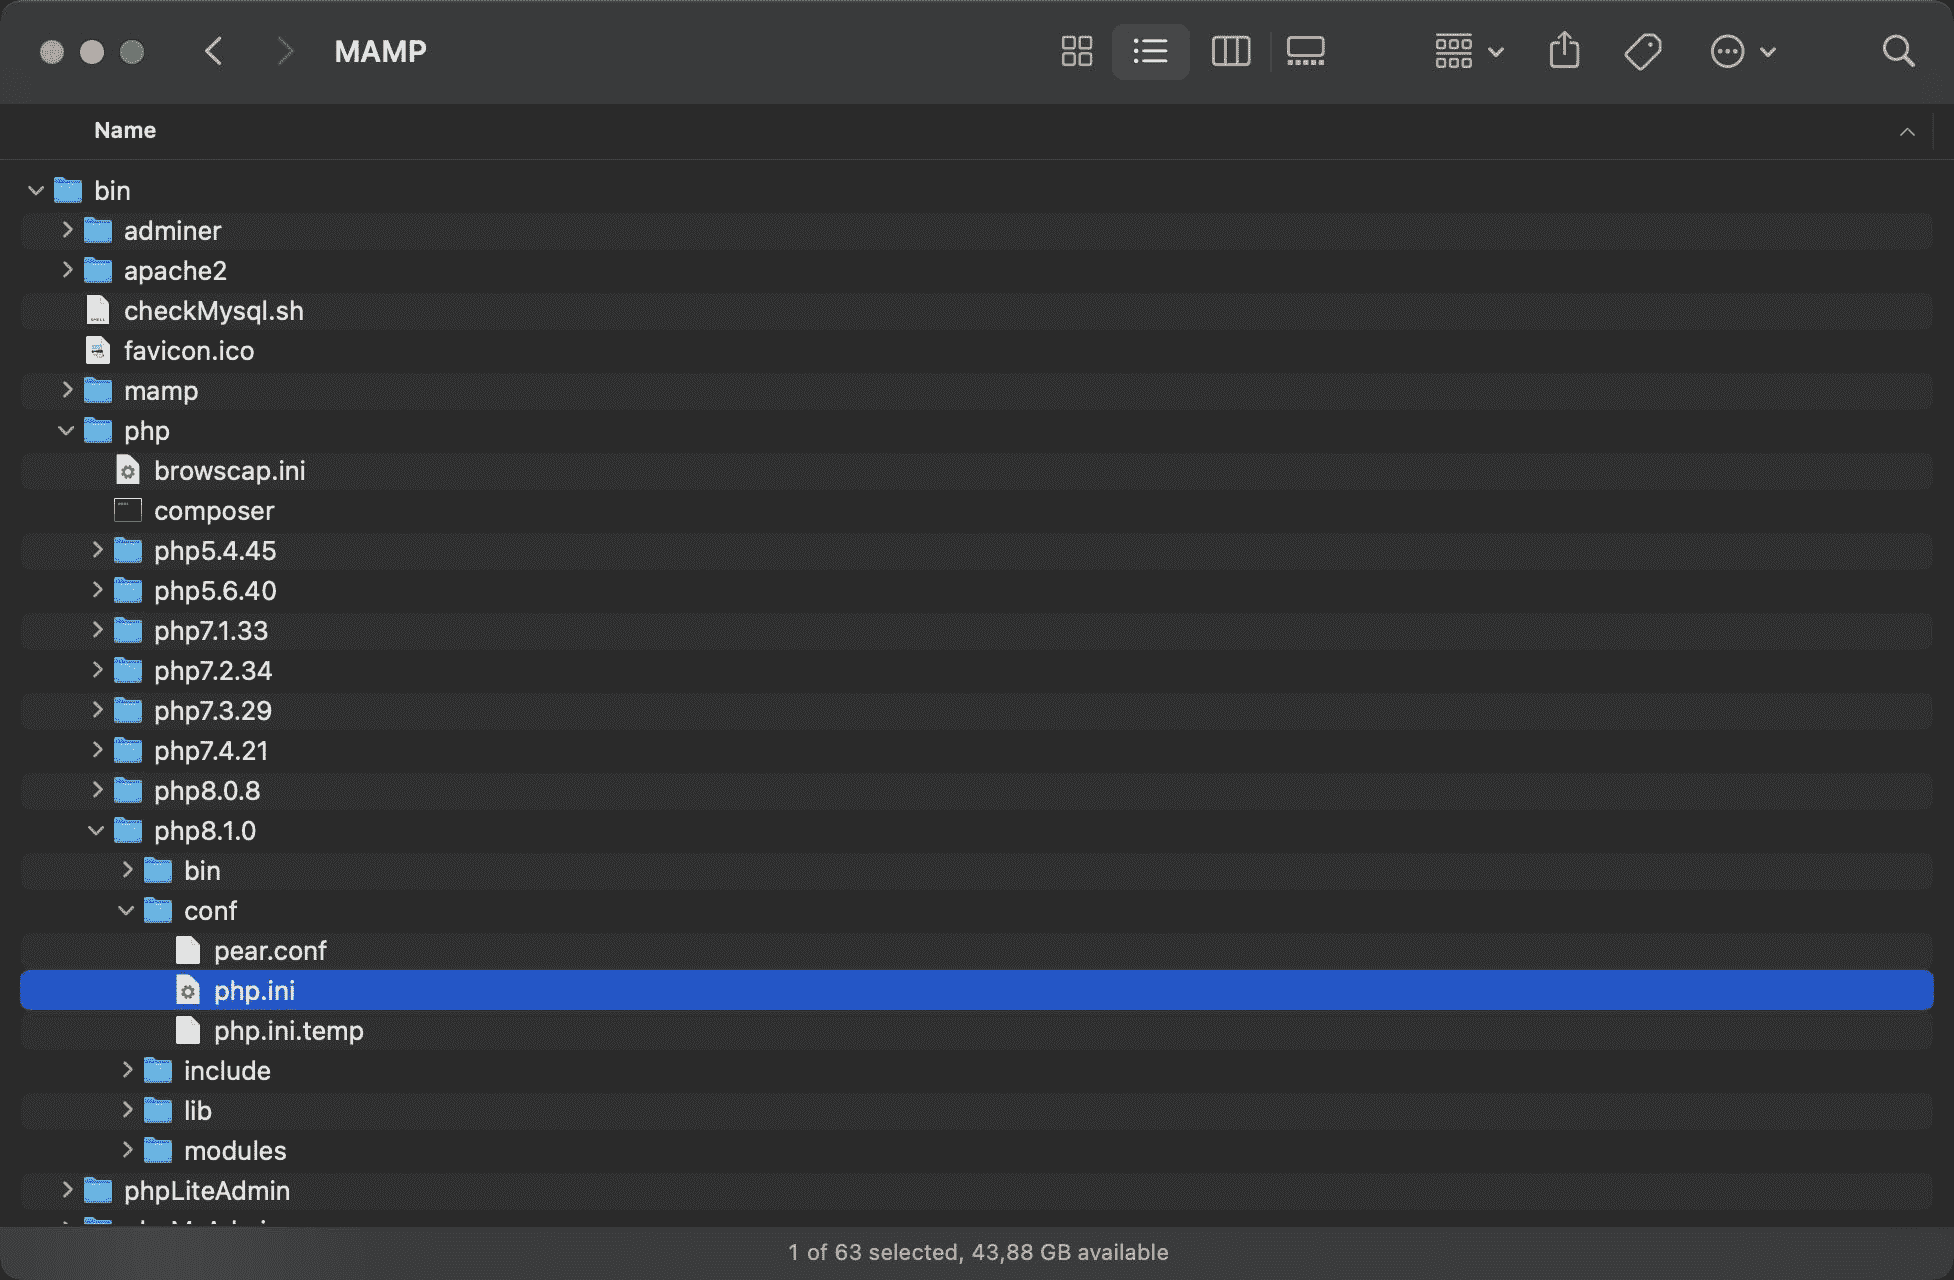 MAMP
Name
bin
adminer
apache2
checkMysql.sh
favicon.ico
mamp
php
browscap.ini
composer
php5.4.45
php5.6.40
php7.1.33
php7.2.34
php7.3.29
php7.4.21
php8.0.8
php8.1.0
bin
conf
pear.conf
php.ini
php.ini.temp
include
lib
modules
phpLiteAdmin
1 of 63 selected, 43,88 GB available